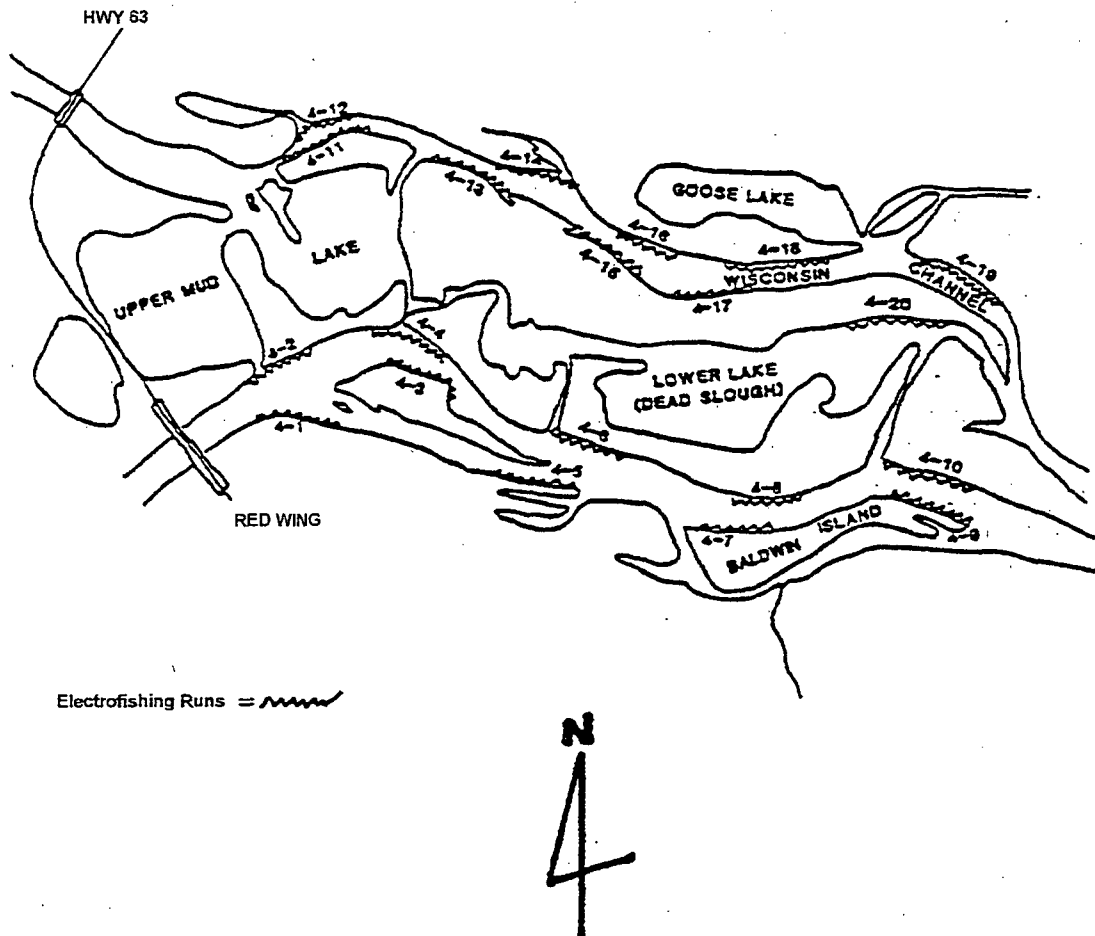 HWY 63
4-12
4-11
4-14
4-13
GOOSE LAKE
LAKE
4-16
4-18
4-19
WISCONSIN
CHANNEL
UPPER MUD
4-17
4-20
4-2
4-4
4-3
LOWER LAKE
(DEAD SLOUGH)
4-1
4-6
4-5
4-10
4-8
RED WING
4-7
BALDWIN ISLAND
4-9
Electrofishing Runs =
N